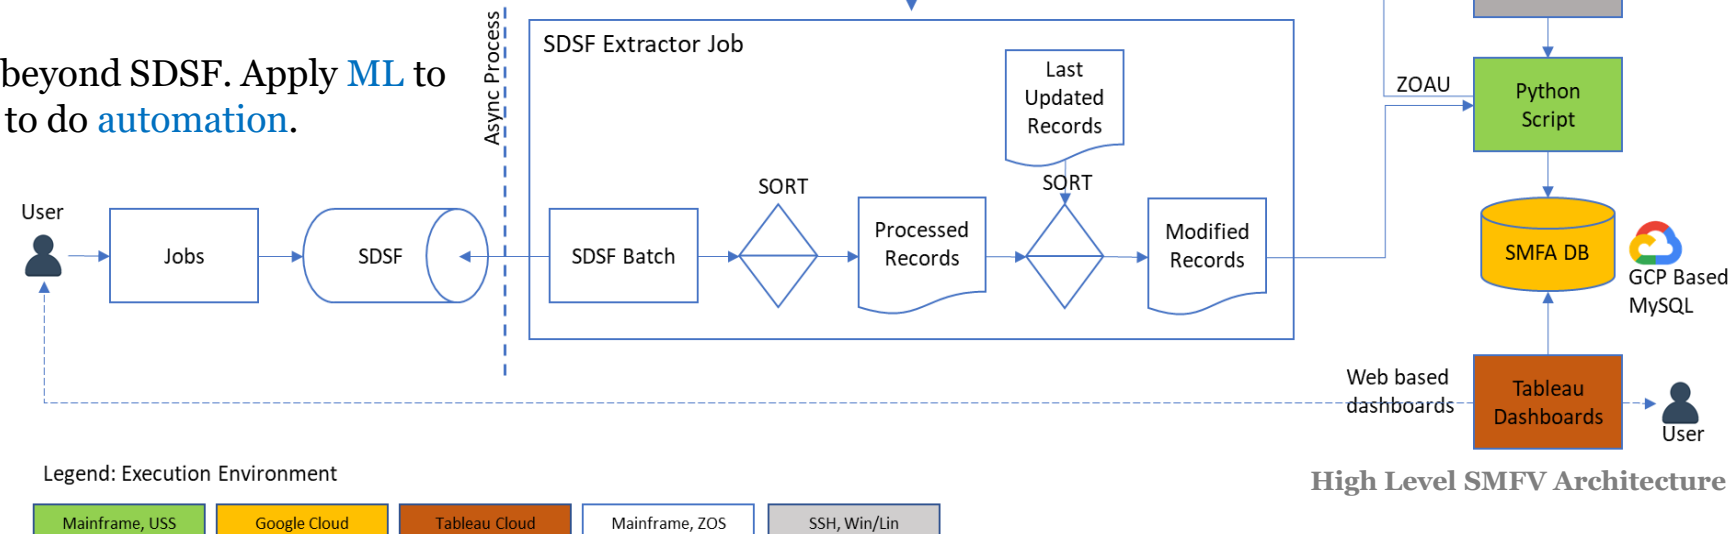 beyond SDSF. Apply ML to
to do automation.
Async Process
SDSF Extractor Job
Last
Updated
Records
ZOAU
Python
Script
SORT
SORT
User
Jobs
SDSF
SDSF Batch
Processed
Records
Modified
Records
SMFA DB
GCP Based
MySQL
Web based
dashboards
Tableau
Dashboards
User
Legend: Execution Environment
High Level SMFV Architecture
Mainframe, USS
Google Cloud
Tableau Cloud
Mainframe, ZOS
SSH, Win/Lin